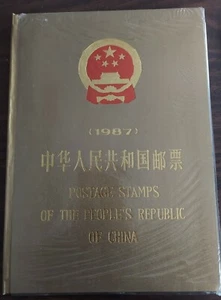 (1987)
中华人民共和国邮票
POSTAGE STAMPS
OF THE PEOPLE'S REPUBLIC
OF CHINA